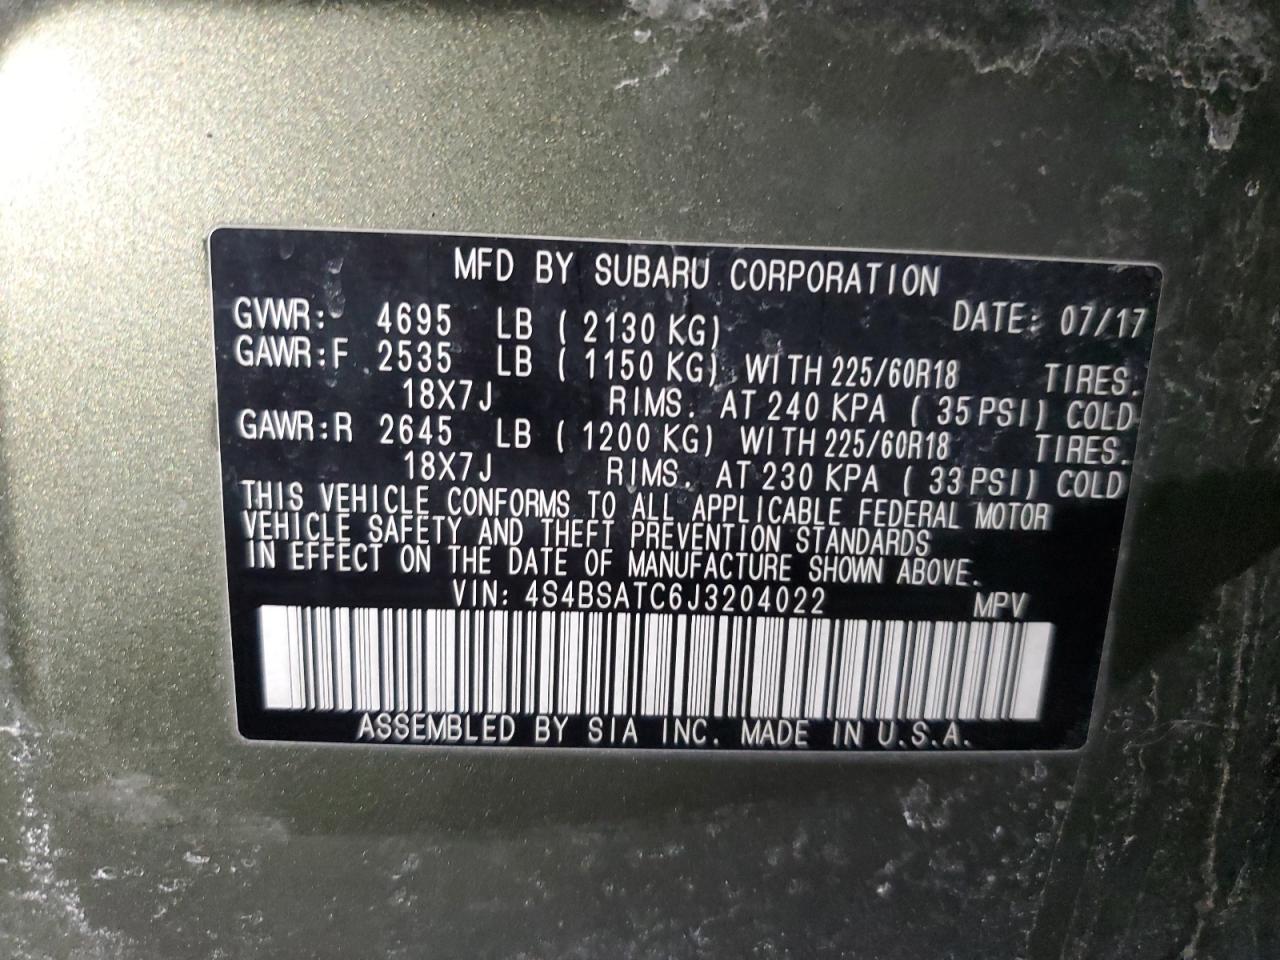 MFD BY SUBARU CORPORATION
GVWR: 4695 LB ( 2130 KG) DATE: 07/17
GAWR:F 2535 LB ( 1150 KG) WITH 225/60R18 TIRES.
18X7J RIMS. AT 240 KPA ( 35 PSI) COLD
GAWR:R 2645 LB ( 1200 KG) WITH 225/60R18 TIRES.
18X7J RIMS. AT 230 KPA ( 33 PSI) COLD
THIS VEHICLE CONFORMS TO ALL APPLICABLE FEDERAL MOTOR
VEHICLE SAFETY AND THEFT PREVENTION STANDARDS
IN EFFECT ON THE DATE OF MANUFACTURE SHOWN ABOVE.
VIN: 4S4BSATC6J3204022 MPV
ASSEMBLED BY SIA INC. MADE IN U.S.A.